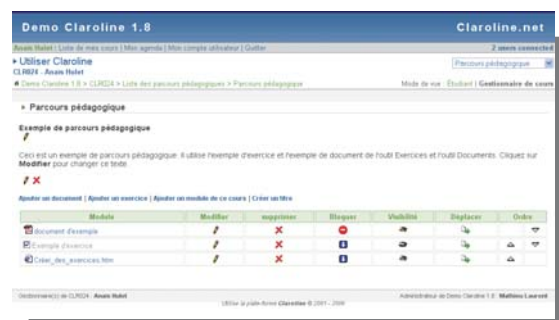 Demo Claroline 1.8 Claroline.net
Anais Hulet : Liste de mes cours | Mon agenda | Mon compte utilisateur | Quitter 2 users connected
Utiliser Claroline Parcours pédagogique
CLR024 - Anais Hulet
Demo Claroline 1.8 > CLR024 > Liste des parcours pédagogiques > Parcours pédagogique Mode de vue : Étudiant | Gestionnaire de cours
Parcours pédagogique
Exemple de parcours pédagogique
Ceci est un exemple de parcours pédagogique. Il utilise l'exemple d'exercice et l'exemple de document de l'outil Exercices et l'outil Documents. Cliquez sur
Modifier pour changer ce texte.
Ajouter un document | Ajouter un exercice | Ajouter un module de ce cours | Créer un titre
Module Modifier supprimer Bloquer Visibilité Déplacer Ordre
document d'exemple
Exemple d'exercice
Créer_des_exercices.htm
Gestionnaire(s) de CLR024 : Anais Hulet Administrateur de Demo Claroline 1.8 : Mathieu Laurent
Utilise la plate-forme Claroline © 2001 - 2006